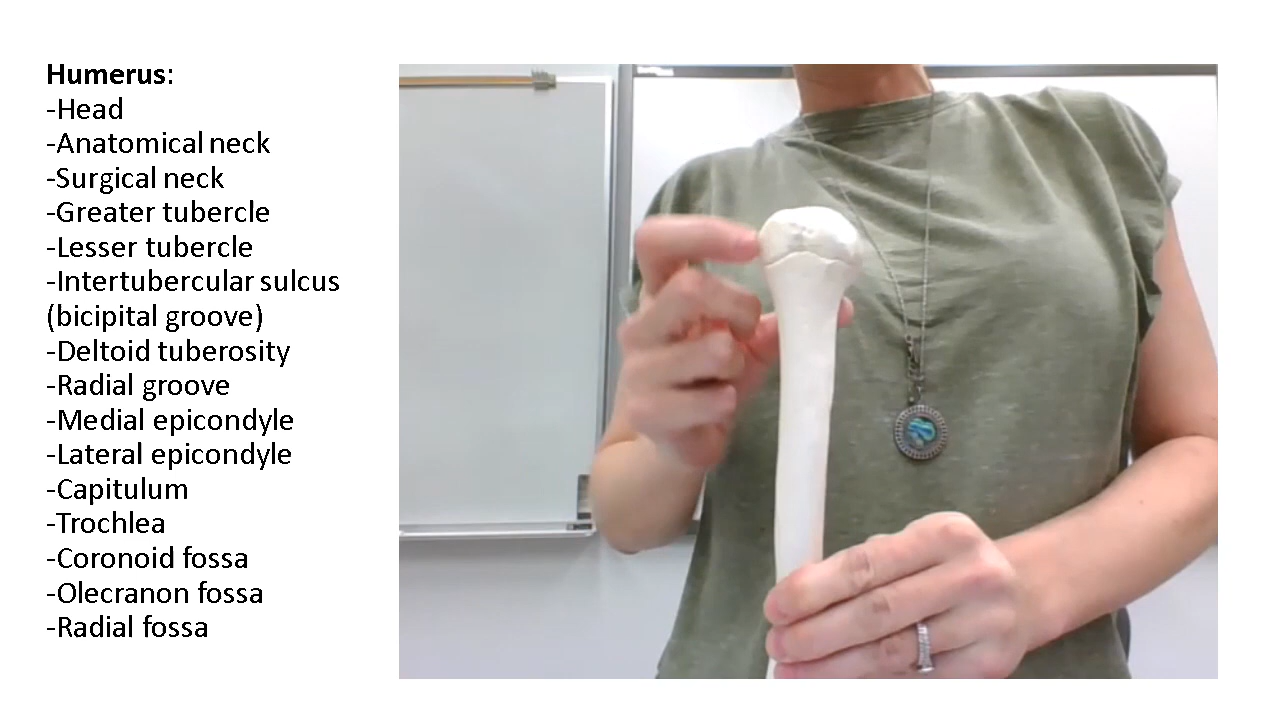 Humerus:
-Head
-Anatomical neck
-Surgical neck
-Greater tubercle
-Lesser tubercle
-Intertubercular sulcus
(bicipital groove)
-Deltoid tuberosity
-Radial groove
-Medial epicondyle
-Lateral epicondyle
-Capitulum
-Trochlea
-Coronoid fossa
-Olecranon fossa
-Radial fossa